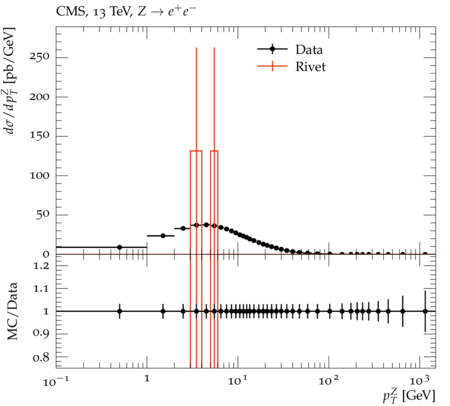 CMS, 13 TeV, Z → e⁺e⁻
dσ/dp_T^Z [pb/GeV]
250
200
150
100
50
0
Data
Rivet
MC/Data
1.2
1.1
1
0.9
0.8
10⁻¹ 1 10¹ 10² 10³
p_T^Z [GeV]